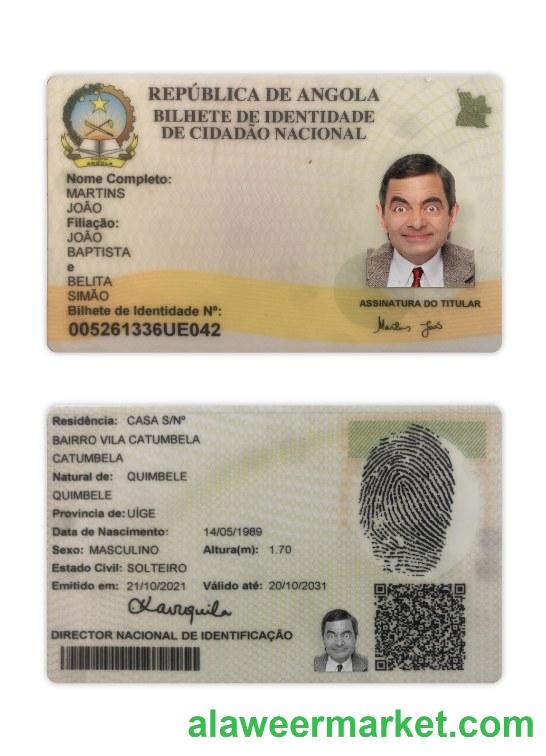 REPÚBLICA DE ANGOLA
BILHETE DE IDENTIDADE
DE CIDADÃO NACIONAL
ANGOLA
Nome Completo:
MARTINS
JOÃO
Filiação:
JOÃO
BAPTISTA
e
BELITA
SIMÃO
Bilhete de Identidade Nº:
005261336UE042
ASSINATURA DO TITULAR
Martins João
Residência: CASA S/Nº
BAIRRO VILA CATUMBELA
CATUMBELA
Natural de: QUIMBELE
QUIMBELE
Provincia de: UÍGE
Data de Nascimento: 14/05/1989
Sexo: MASCULINO Altura(m): 1.70
Estado Civil: SOLTEIRO
Emitido em: 21/10/2021 Válido até: 20/10/2031
DIRECTOR NACIONAL DE IDENTIFICAÇÃO
alaweermarket.com